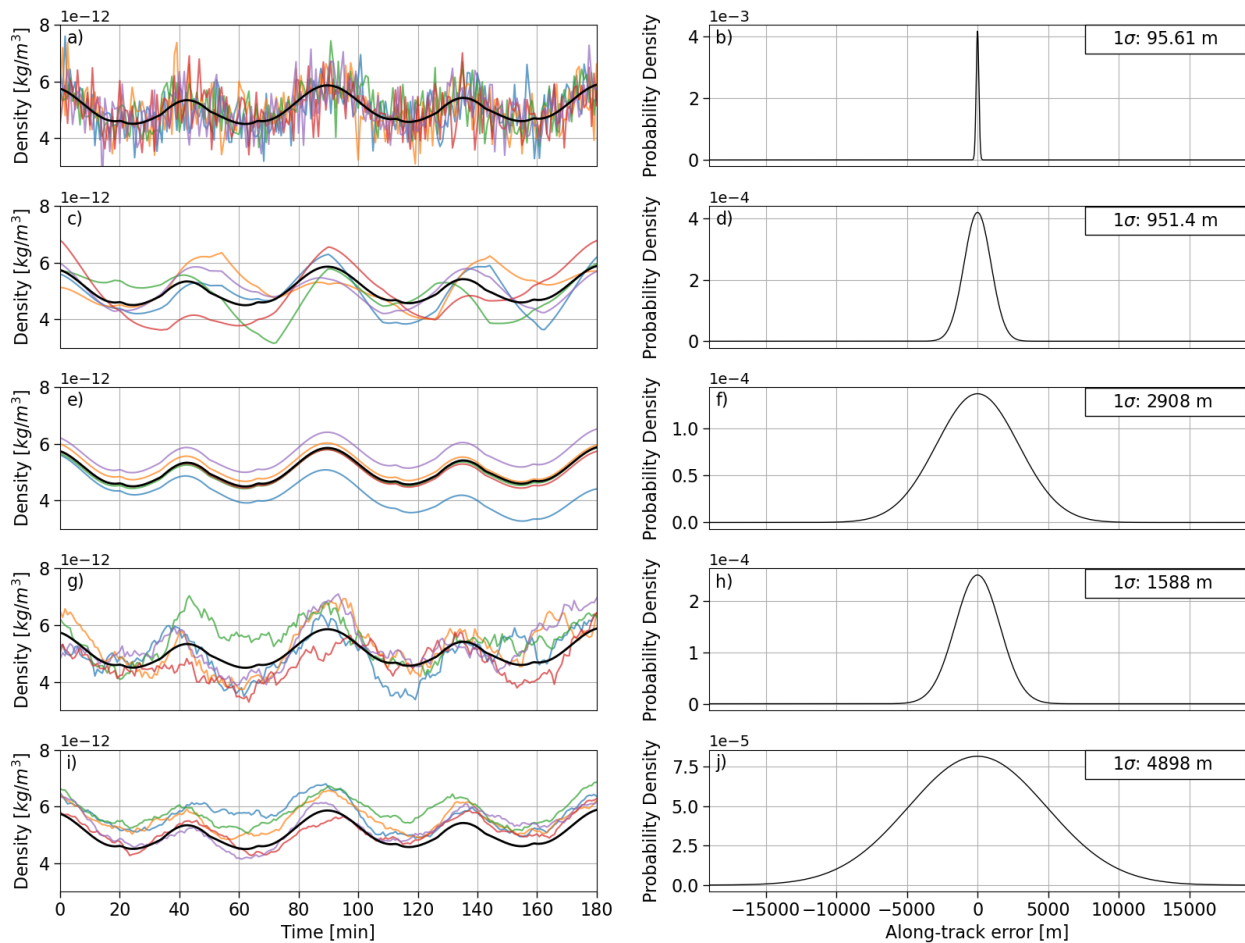 1e−12
a)
8
6
4
Density [kg/m³]
1e−3
b)
1σ: 95.61 m
4
2
0
Probability Density
1e−12
c)
8
6
4
Density [kg/m³]
1e−4
d)
1σ: 951.4 m
4
2
0
Probability Density
1e−12
e)
8
6
4
Density [kg/m³]
1e−4
f)
1σ: 2908 m
1.0
0.5
0.0
Probability Density
1e−12
g)
8
6
4
Density [kg/m³]
1e−4
h)
1σ: 1588 m
2
1
0
Probability Density
1e−12
i)
8
6
4
Density [kg/m³]
0 20 40 60 80 100 120 140 160 180
Time [min]
1e−5
j)
1σ: 4898 m
7.5
5.0
2.5
0.0
Probability Density
−15000 −10000 −5000 0 5000 10000 15000
Along-track error [m]